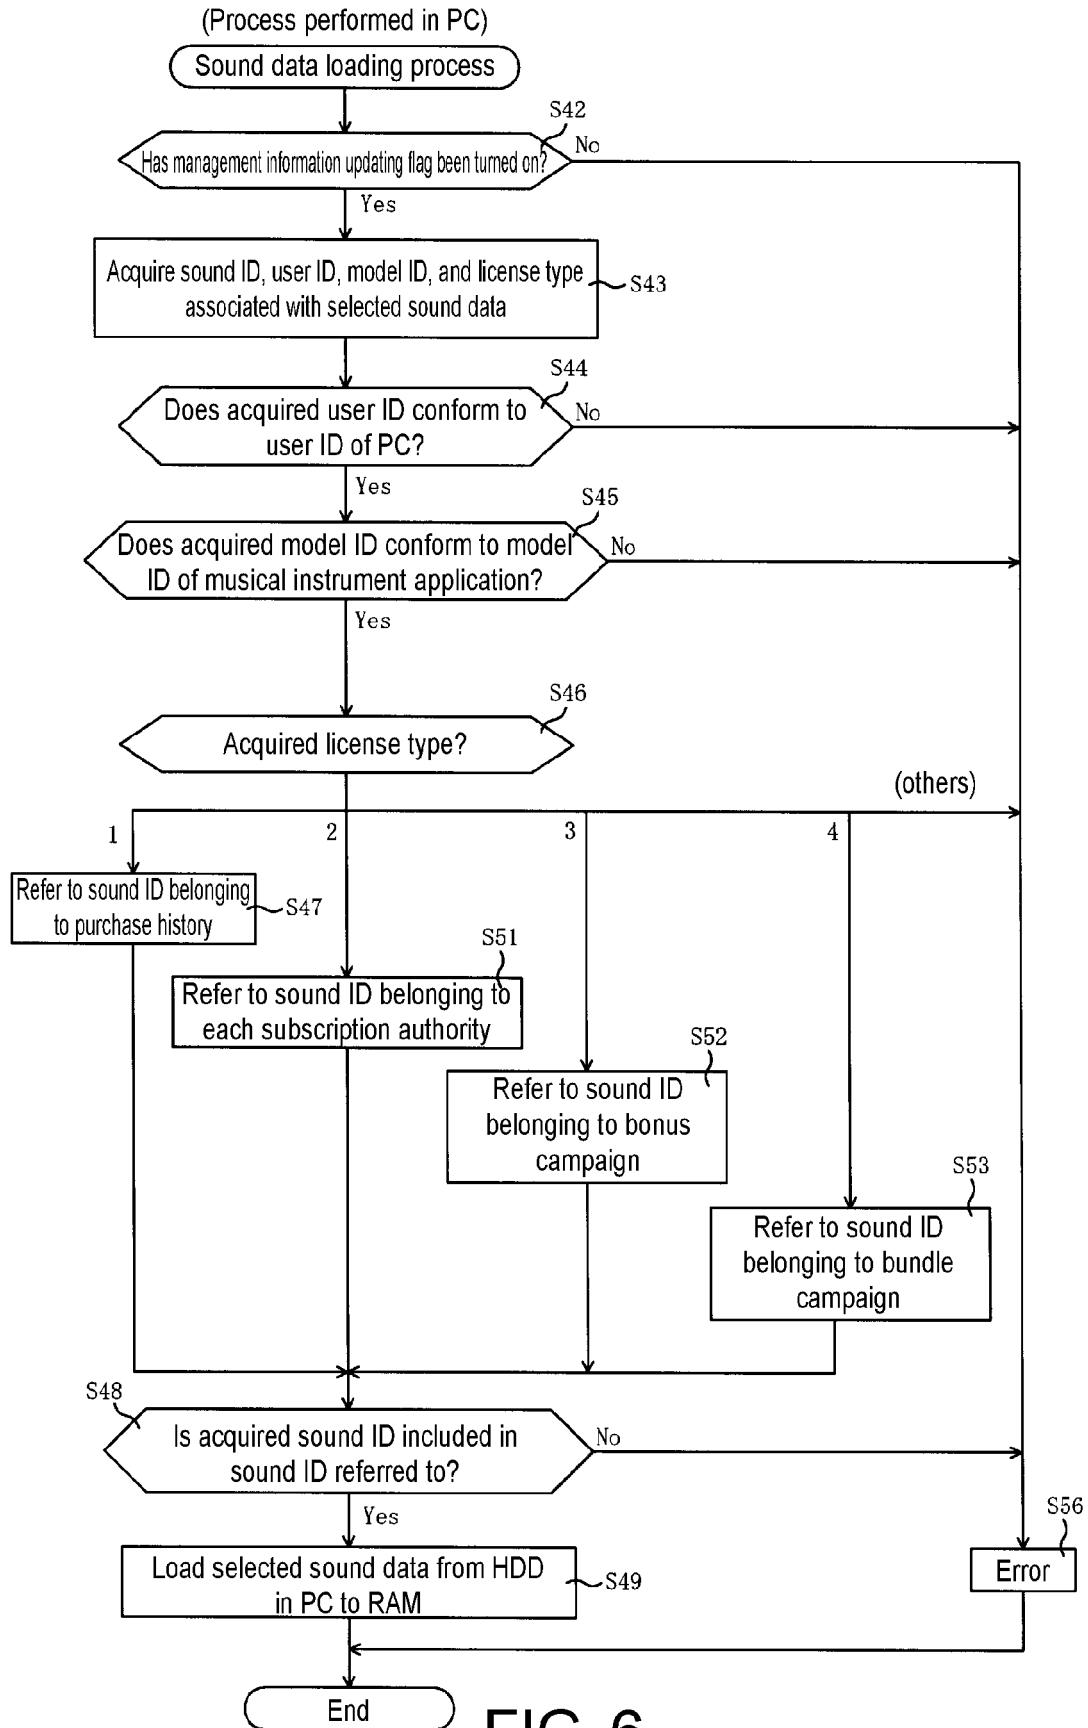 (Process performed in PC)
Sound data loading process
S42
Has management information updating flag been turned on?
No
Yes
Acquire sound ID, user ID, model ID, and license type
associated with selected sound data
S43
S44
Does acquired user ID conform to
user ID of PC?
No
Yes
S45
Does acquired model ID conform to model
ID of musical instrument application?
No
Yes
S46
Acquired license type?
(others)
1
2
3
4
Refer to sound ID belonging
to purchase history
S47
S51
Refer to sound ID belonging to
each subscription authority
S52
Refer to sound ID
belonging to bonus
campaign
S53
Refer to sound ID
belonging to bundle
campaign
S48
Is acquired sound ID included in
sound ID referred to?
No
Yes
S56
Error
Load selected sound data from HDD
in PC to RAM
S49
End
FIG. 6